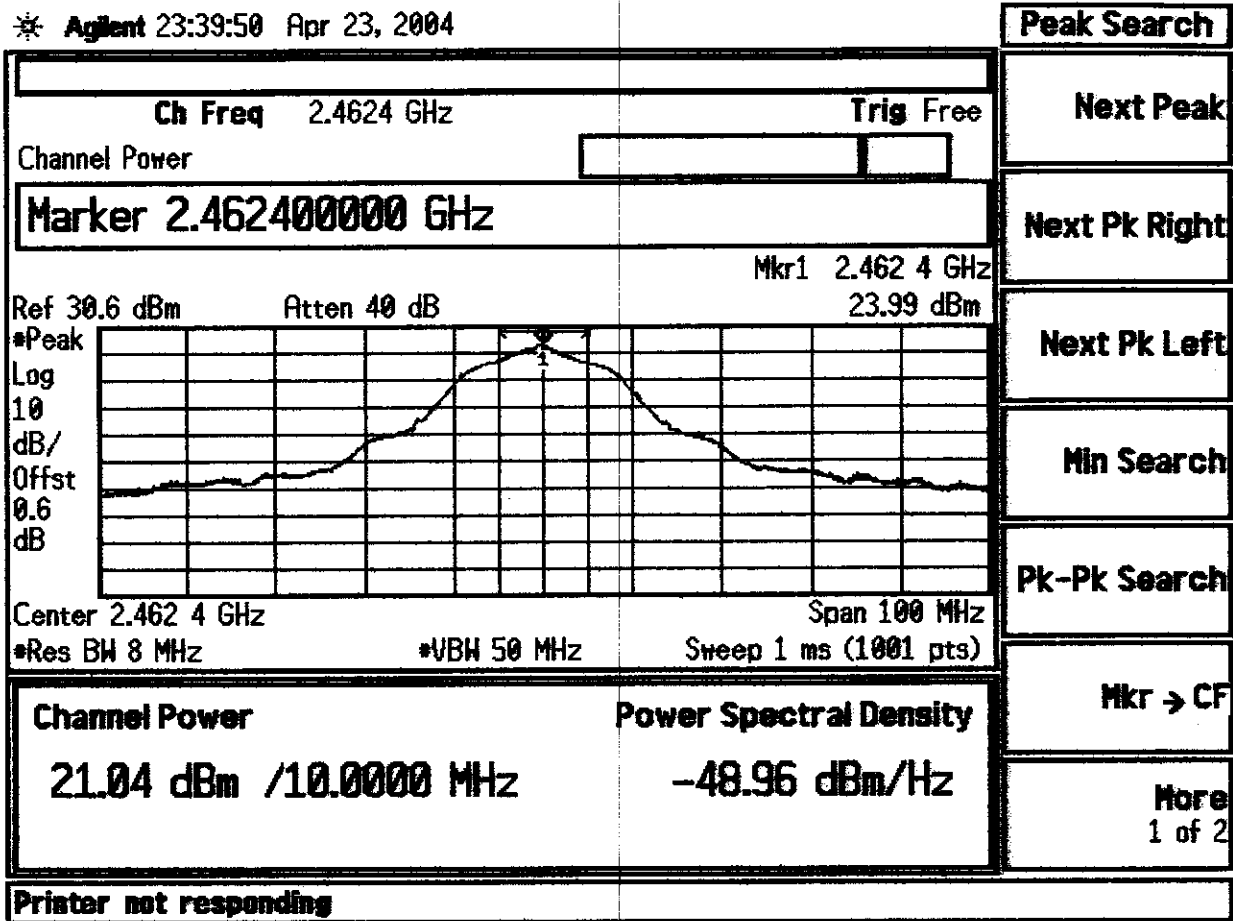 Agilent 23:39:50 Apr 23, 2004
Peak Search
Ch Freq 2.4624 GHz
Trig Free
Channel Power
Marker 2.462400000 GHz
Mkr1 2.462 4 GHz
Ref 30.6 dBm Atten 40 dB 23.99 dBm
#Peak
Log
10
dB/
Offst
0.6
dB
1
Center 2.462 4 GHz Span 100 MHz
#Res BW 8 MHz #VBW 50 MHz Sweep 1 ms (1001 pts)
Channel Power Power Spectral Density
21.04 dBm /10.0000 MHz -48.96 dBm/Hz
Printer not responding
Next Peak
Next Pk Right
Next Pk Left
Min Search
Pk-Pk Search
Mkr → CF
More
1 of 2